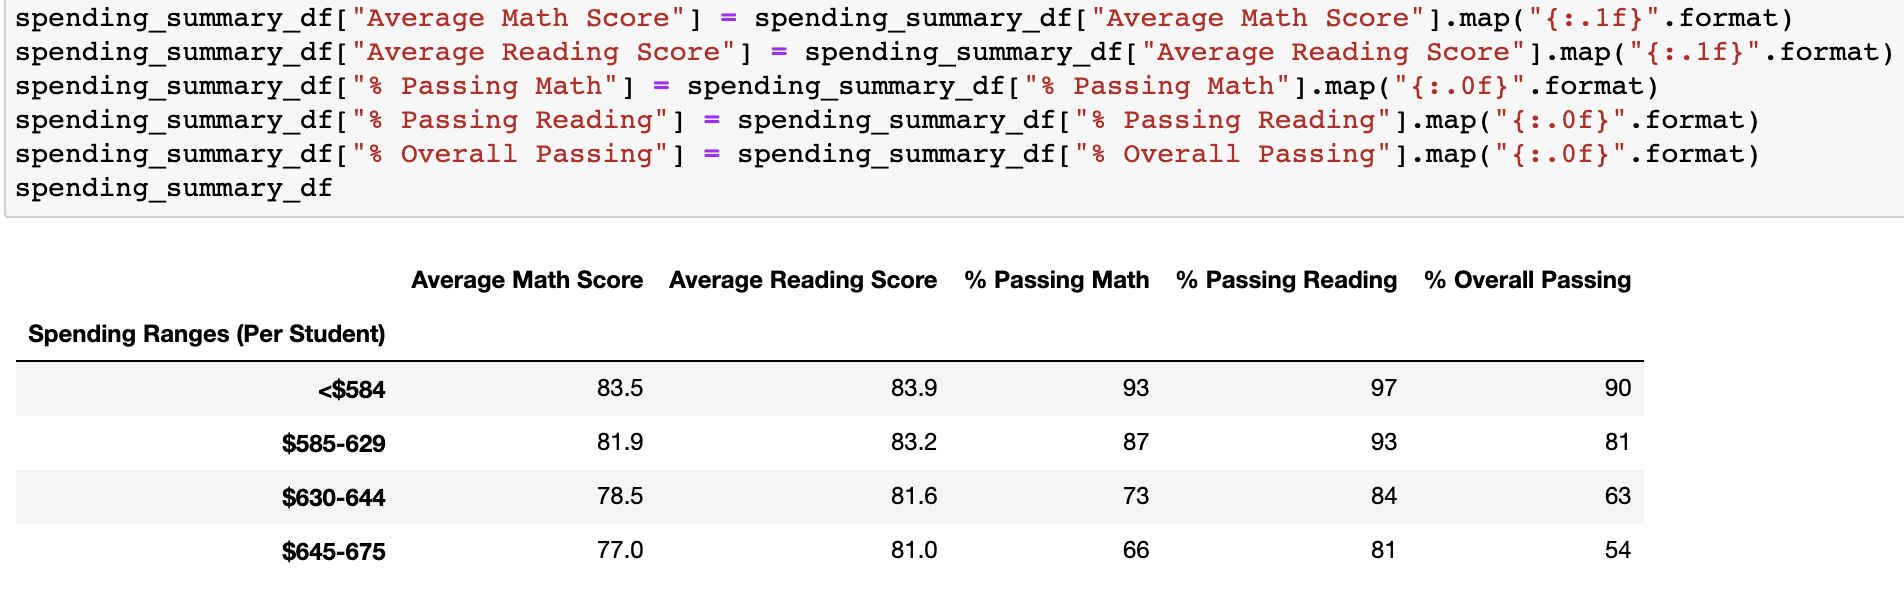 spending_summary_df["Average Math Score"] = spending_summary_df["Average Math Score"].map("{:.1f}".format)
spending_summary_df["Average Reading Score"] = spending_summary_df["Average Reading Score"].map("{:.1f}".format)
spending_summary_df["% Passing Math"] = spending_summary_df["% Passing Math"].map("{:.0f}".format)
spending_summary_df["% Passing Reading"] = spending_summary_df["% Passing Reading"].map("{:.0f}".format)
spending_summary_df["% Overall Passing"] = spending_summary_df["% Overall Passing"].map("{:.0f}".format)
spending_summary_df
Average Math Score Average Reading Score % Passing Math % Passing Reading % Overall Passing
Spending Ranges (Per Student)
<$584 83.5 83.9 93 97 90
$585-629 81.9 83.2 87 93 81
$630-644 78.5 81.6 73 84 63
$645-675 77.0 81.0 66 81 54